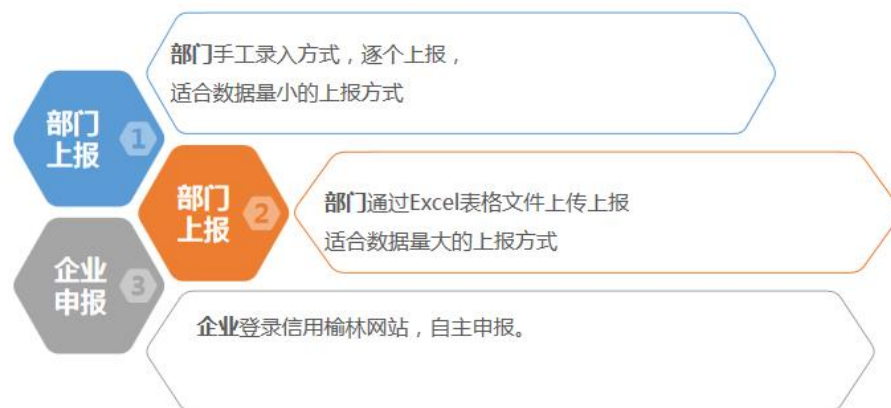 部门手工录入方式，逐个上报，
适合数据量小的上报方式
部门
上报
1
部门
上报
2
部门通过Excel表格文件上传上报
适合数据量大的上报方式
企业
申报
3
企业登录信用榆林网站，自主申报。